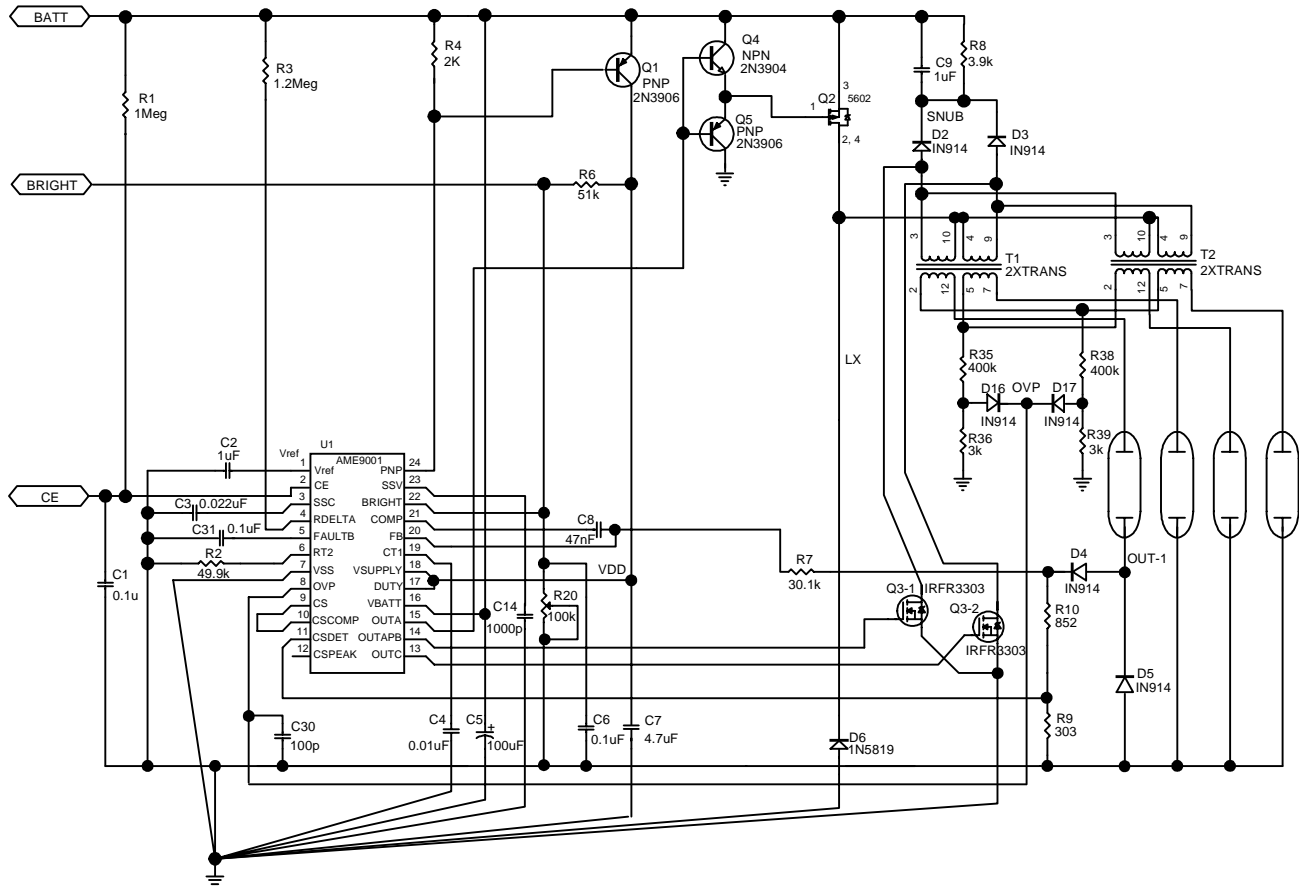 BATT
R1
1Meg
R3
1.2Meg
R4
2K
Q1
PNP
2N3906
Q4
NPN
2N3904
Q5
PNP
2N3906
Q2
3
5602
1
2, 4
C9
1uF
R8
3.9k
SNUB
D2
IN914
D3
IN914
BRIGHT
R6
51k
3
10
4
9
T1
2XTRANS
2
12
5
7
3
10
4
9
T2
2XTRANS
2
12
5
7
LX
R35
400k
R38
400k
D16
OVP
D17
IN914
IN914
R36
3k
R39
3k
CE
C2
1uF
Vref
U1
AME9001
1
Vref
PNP
24
2
CE
SSV
23
3
SSC
BRIGHT
22
4
RDELTA
COMP
21
5
FAULTB
FB
20
6
RT2
CT1
19
7
VSS
VSUPPLY
18
8
OVP
DUTY
17
9
CS
VBATT
16
10
CSCOMP
OUTA
15
11
CSDET
OUTAPB
14
12
CSPEAK
OUTC
13
C3
0.022uF
C31
0.1uF
R2
49.9k
C1
0.1u
C8
47nF
VDD
R7
30.1k
D4
IN914
OUT-1
C14
1000p
R20
100k
Q3-1
IRFR3303
Q3-2
IRFR3303
R10
852
D5
IN914
C30
100p
C4
0.01uF
C5
+
100uF
C6
0.1uF
C7
4.7uF
D6
1N5819
R9
303